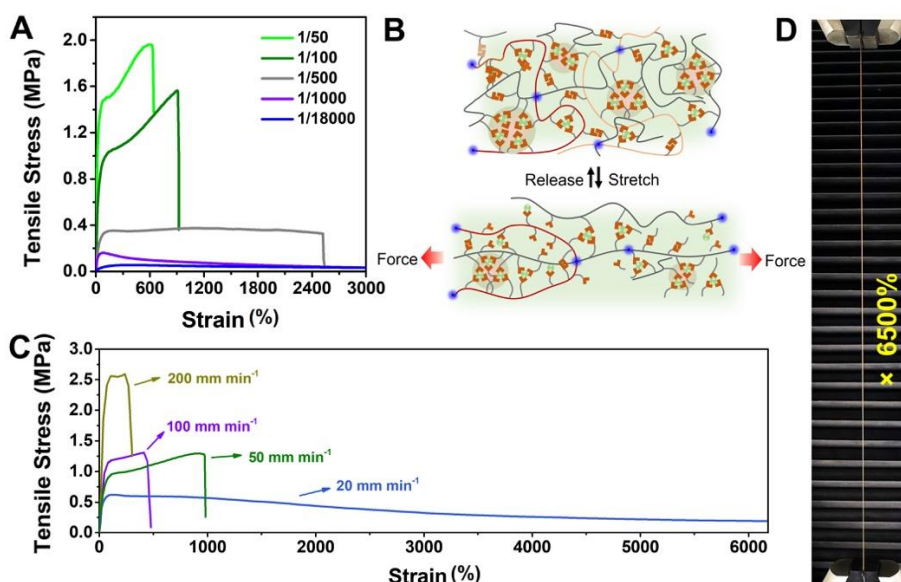 A
Tensile Stress (MPa)
2.0
1.6
1.2
0.8
0.4
0.0
1/50
1/100
1/500
1/1000
1/18000
0 600 1200 1800 2400 3000
Strain (%)
B
Release Stretch
Force
Force
C
Tensile Stress (MPa)
3.0
2.5
2.0
1.5
1.0
0.5
0.0
200 mm min⁻¹
100 mm min⁻¹
50 mm min⁻¹
20 mm min⁻¹
0 1000 2000 3000 4000 5000 6000
Strain (%)
D
× 6500%